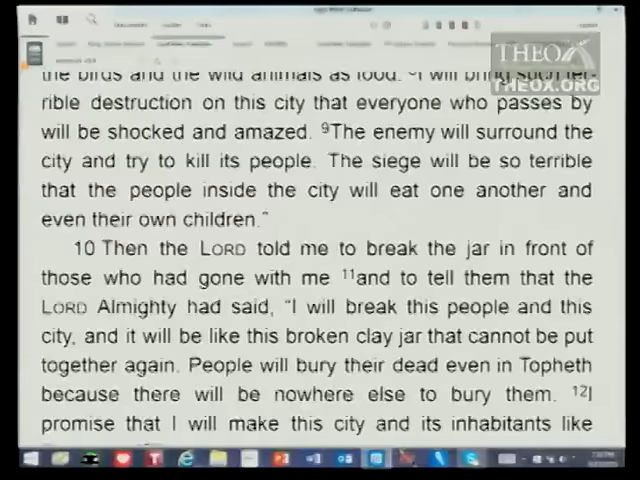 THEOX
THEOX.ORG
the birds and the wild animals as food. ⁸I will bring such ter-
rible destruction on this city that everyone who passes by
will be shocked and amazed. ⁹The enemy will surround the
city and try to kill its people. The siege will be so terrible
that the people inside the city will eat one another and
even their own children.”
10 Then the LORD told me to break the jar in front of
those who had gone with me ¹¹and to tell them that the
LORD Almighty had said, “I will break this people and this
city, and it will be like this broken clay jar that cannot be put
together again. People will bury their dead even in Topheth
because there will be nowhere else to bury them. ¹²I
promise that I will make this city and its inhabitants like